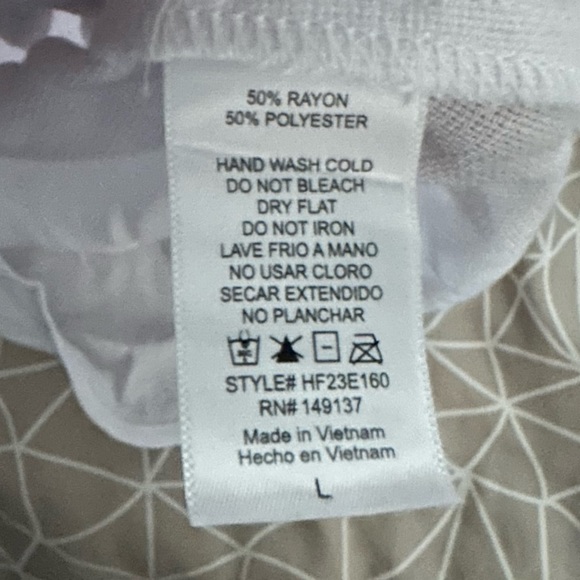 50% RAYON
50% POLYESTER
HAND WASH COLD
DO NOT BLEACH
DRY FLAT
DO NOT IRON
LAVE FRIO A MANO
NO USAR CLORO
SECAR EXTENDIDO
NO PLANCHAR
STYLE# HF23E160
RN# 149137
Made in Vietnam
Hecho en Vietnam
L